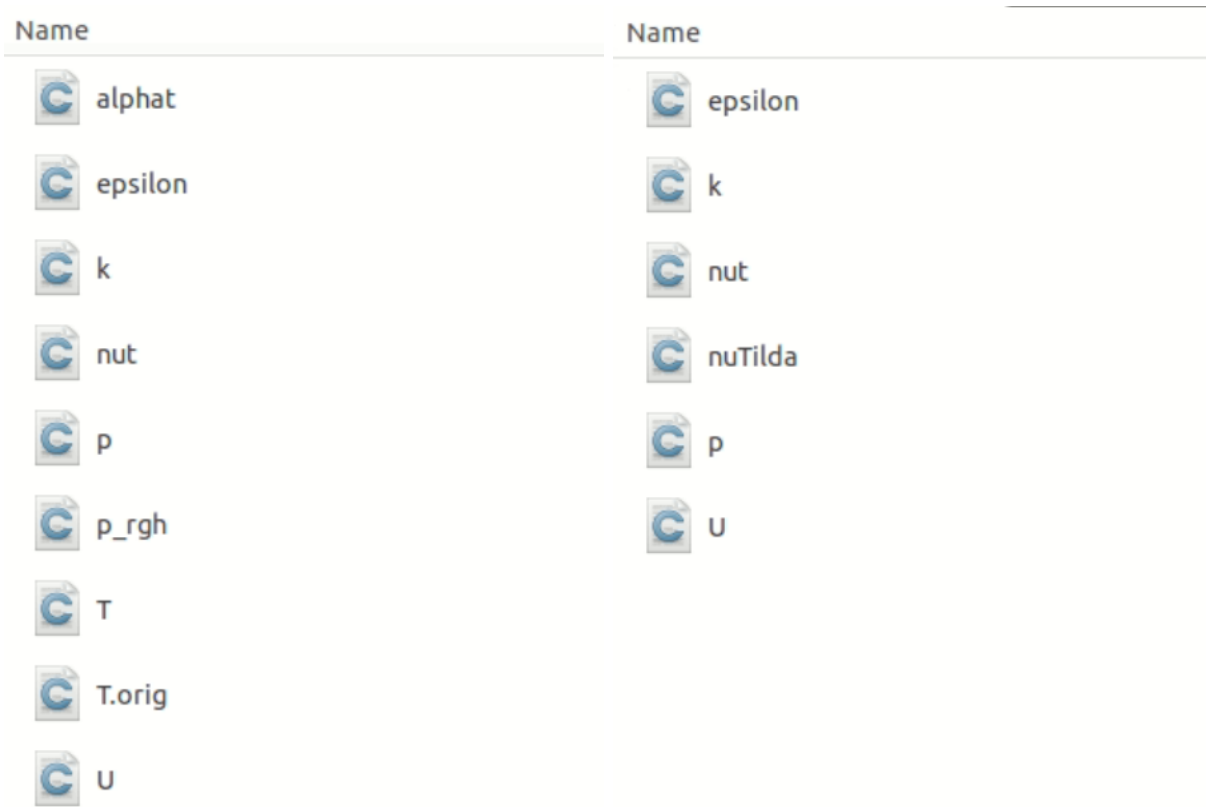 Name
alphat
epsilon
k
nut
p
p_rgh
T
T.orig
U
Name
epsilon
k
nut
nuTilda
p
U